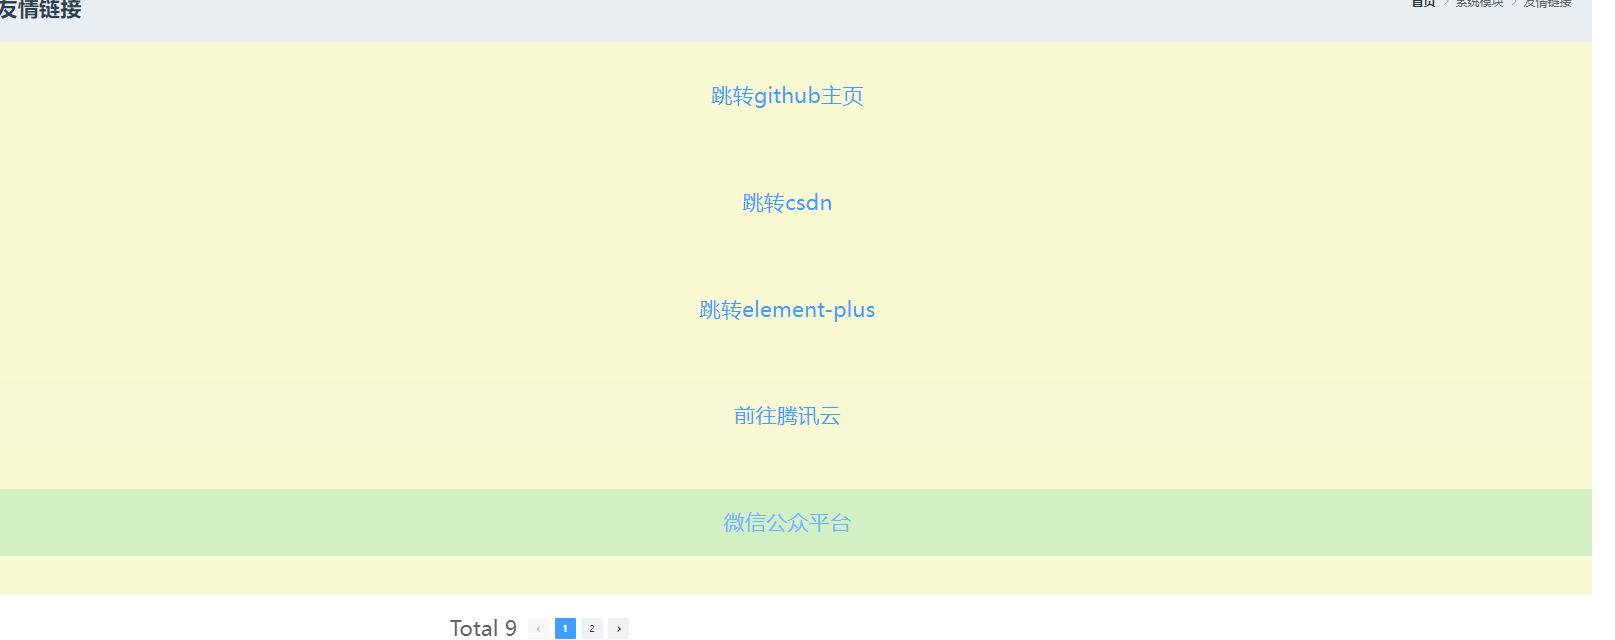 友情链接
首页 > 系统模块 > 友情链接
跳转github主页
跳转csdn
跳转element-plus
前往腾讯云
微信公众平台
Total 9 < 1 2 >